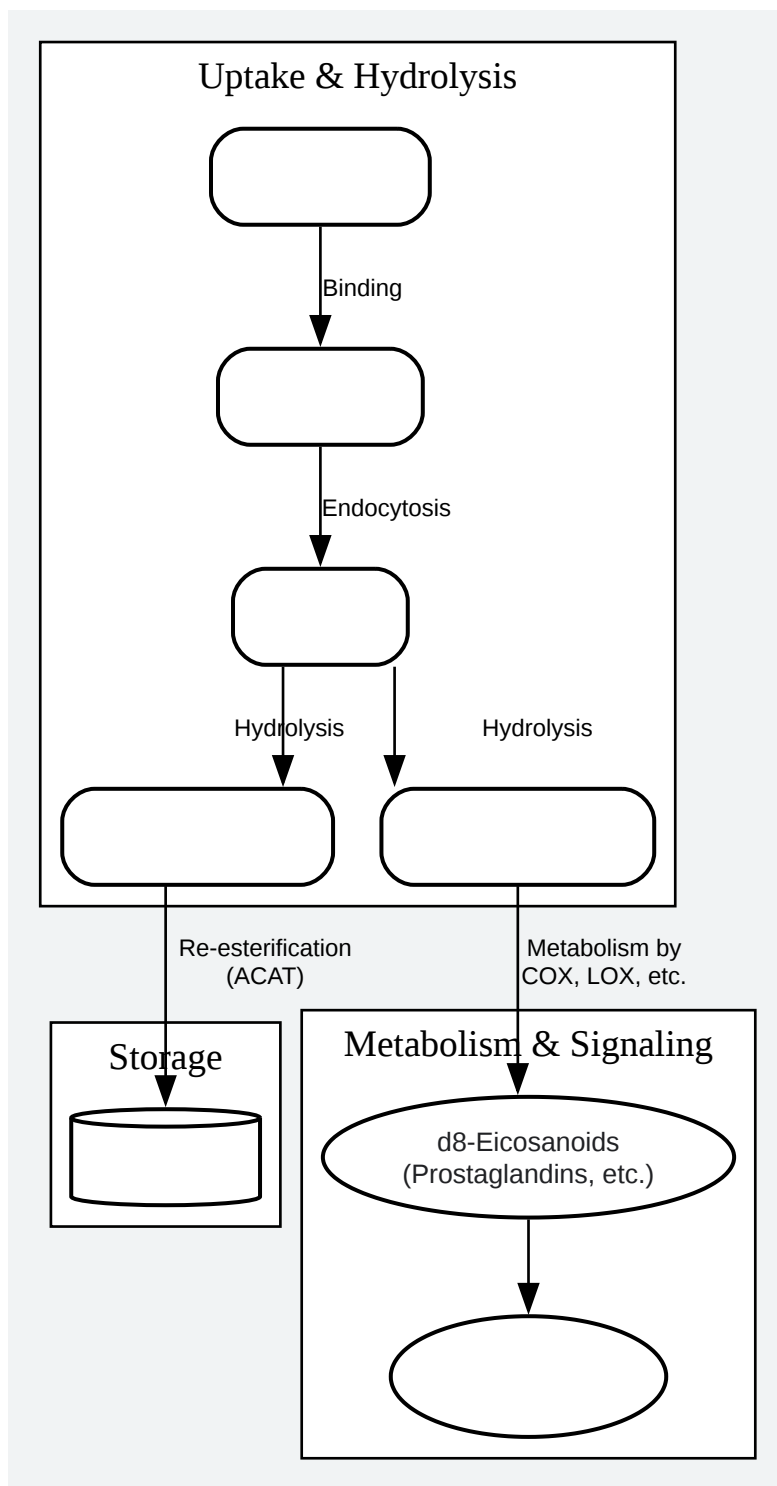 Uptake & Hydrolysis
Binding
Endocytosis
Hydrolysis
Hydrolysis
Re-esterification
(ACAT)
Metabolism by
COX, LOX, etc.
Storage
Metabolism & Signaling
d8-Eicosanoids
(Prostaglandins, etc.)